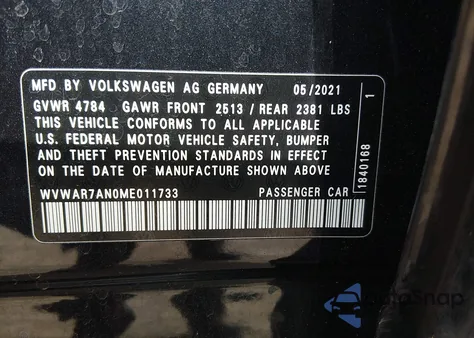 MFD BY VOLKSWAGEN AG GERMANY 05/2021
GVWR 4784 GAWR FRONT 2513 / REAR 2381 LBS
THIS VEHICLE CONFORMS TO ALL APPLICABLE
U.S. FEDERAL MOTOR VEHICLE SAFETY, BUMPER
AND THEFT PREVENTION STANDARDS IN EFFECT
ON THE DATE OF MANUFACTURE SHOWN ABOVE.
WVWAR7AN0ME011733 PASSENGER CAR
1840168 1
AutoSnap